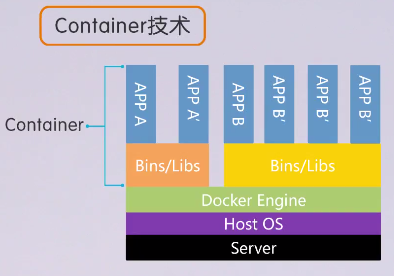 Container技术
APP A
APP A'
APP B
APP B'
APP B'
APP B'
Container
Bins/Libs
Bins/Libs
Docker Engine
Host OS
Server